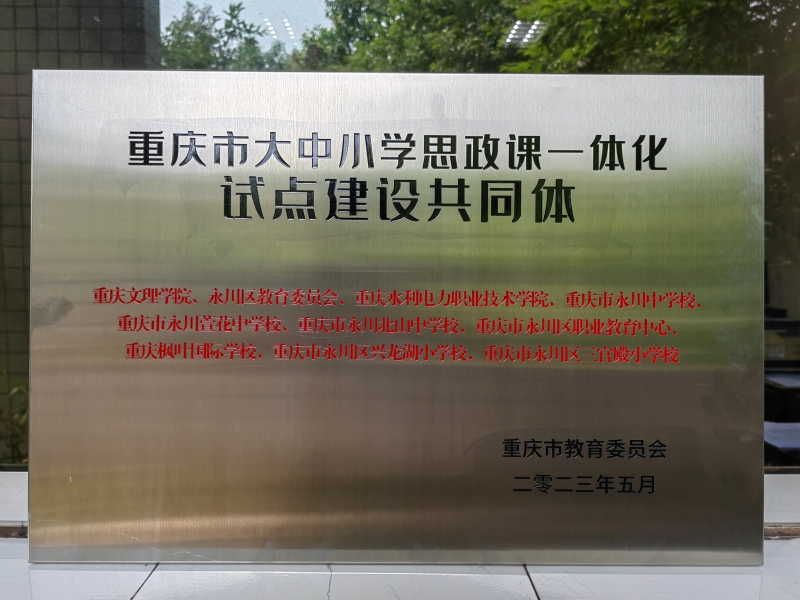 重庆市大中小学思政课一体化
试点建设共同体
重庆文理学院、永川区教育委员会、重庆水利电力职业技术学院、重庆市永川中学校、
重庆市永川萱花中学校、重庆市永川北山中学校、重庆市永川区职业教育中心、
重庆枫叶国际学校、重庆市永川区兴龙湖小学校、重庆市永川区三官殿小学校
重庆市教育委员会
二零二三年五月